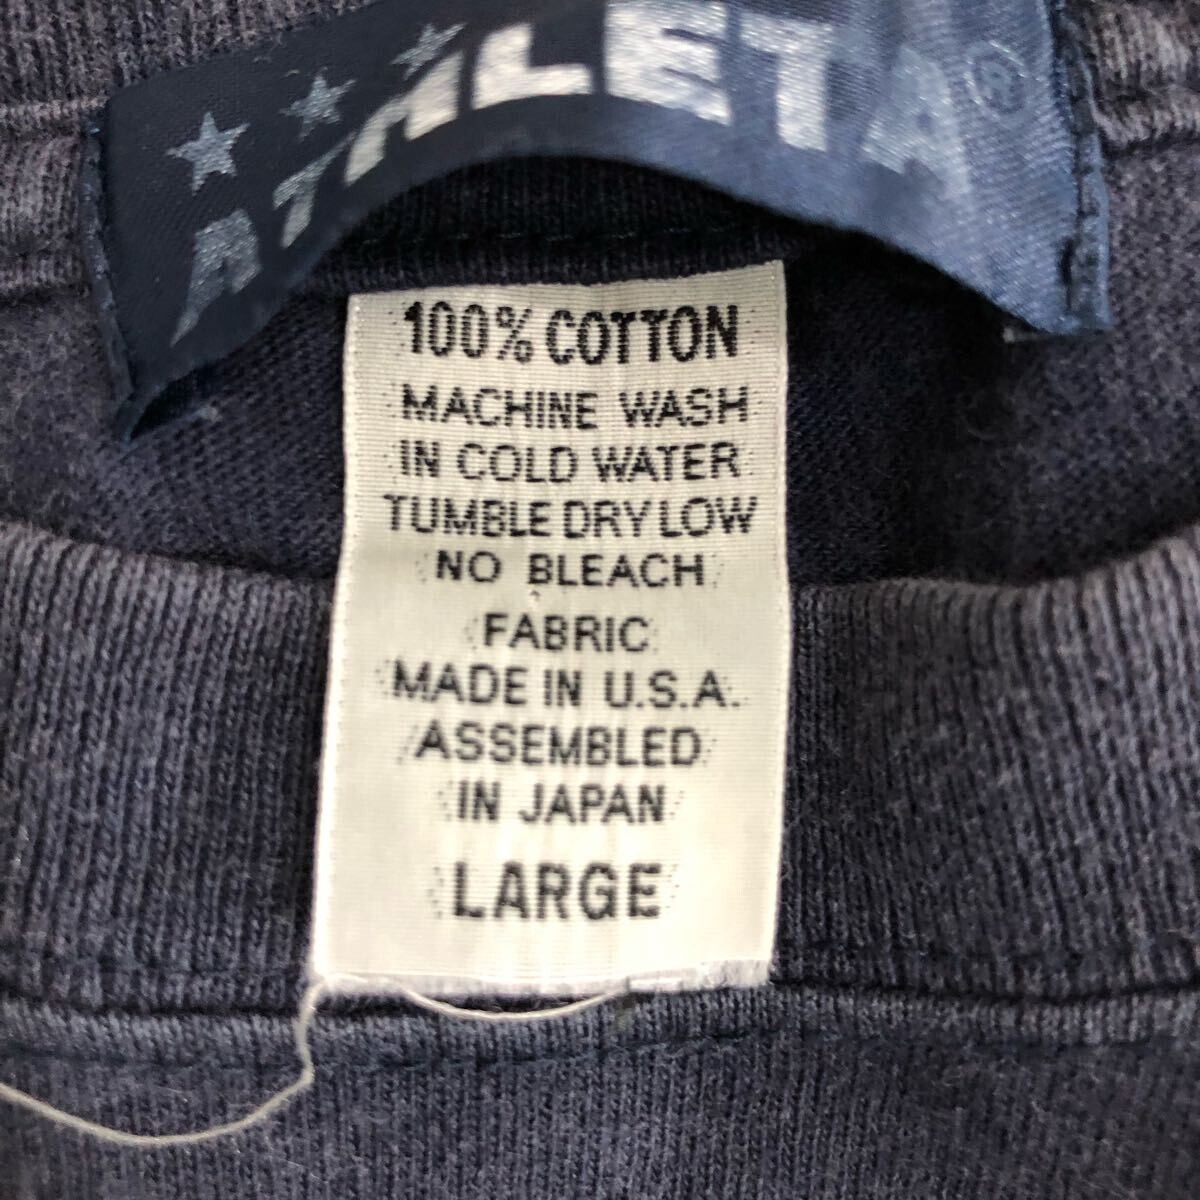 ATHLETA®
100% COTTON
MACHINE WASH
IN COLD WATER
TUMBLE DRY LOW
NO BLEACH
FABRIC
MADE IN U.S.A.
ASSEMBLED
IN JAPAN
LARGE